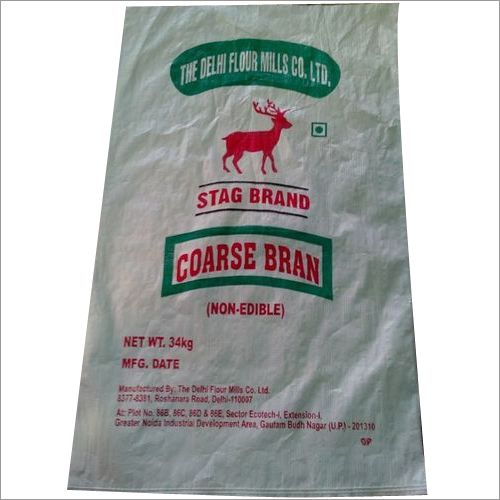 THE DELHI FLOUR MILLS CO. LTD.
STAG BRAND
COARSE BRAN
(NON-EDIBLE)
NET WT. 34kg
MFG. DATE
Manufactured By: The Delhi Flour Mills Co. Ltd.
8377-8381, Roshanara Road, Delhi-110007
At: Plot No. 86B, 86C, 86D & 86E, Sector Ecotech-I, Extension-I,
Greater Noida Industrial Development Area, Gautam Budh Nagar (U.P.) - 201310